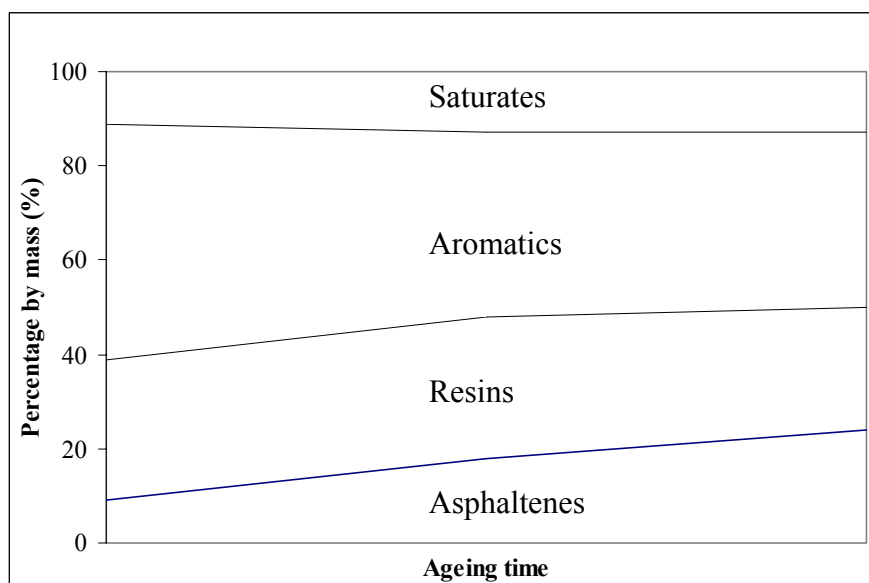 100
80
60
40
20
0
Percentage by mass (%)
Saturates
Aromatics
Resins
Asphaltenes
Ageing time